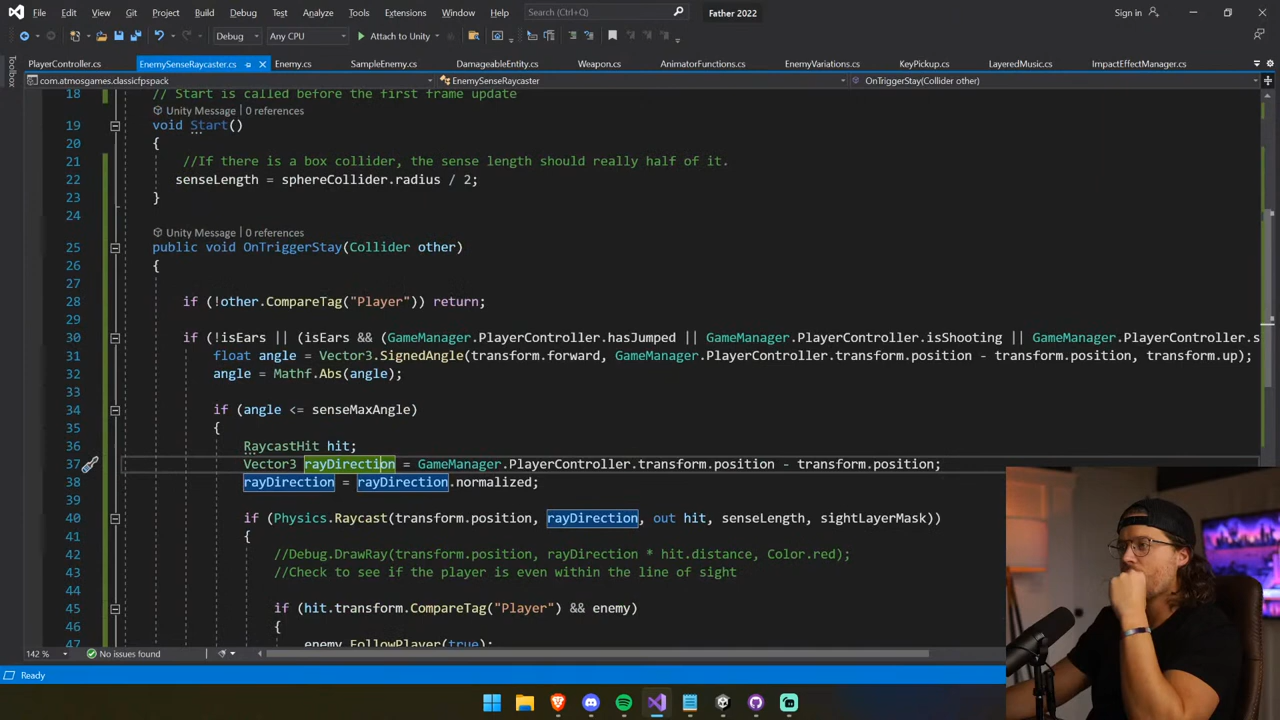 File Edit View Git Project Build Debug Test Analyze Tools Extensions Window Help Search (Ctrl+Q) Father 2022 Sign in
Debug Any CPU Attach to Unity
PlayerController.cs EnemySenseRaycaster.cs Enemy.cs SampleEnemy.cs DamageableEntity.cs Weapon.cs AnimatorFunctions.cs EnemyVariations.cs KeyPickup.cs LayeredMusic.cs ImpactEffectManager.cs
com.atmosgames.classicfpspack EnemySenseRaycaster OnTriggerStay(Collider other)
Toolbox
18 // Start is called before the first frame update
Unity Message | 0 references
19 void Start()
20 {
21 //If there is a box collider, the sense length should really half of it.
22 senseLength = sphereCollider.radius / 2;
23 }
24
Unity Message | 0 references
25 public void OnTriggerStay(Collider other)
26 {
27
28 if (!other.CompareTag("Player")) return;
29
30 if (!isEars || (isEars && (GameManager.PlayerController.hasJumped || GameManager.PlayerController.isShooting || GameManager.PlayerController.s
31 float angle = Vector3.SignedAngle(transform.forward, GameManager.PlayerController.transform.position - transform.position, transform.up);
32 angle = Mathf.Abs(angle);
33
34 if (angle <= senseMaxAngle)
35 {
36 RaycastHit hit;
37 Vector3 rayDirection = GameManager.PlayerController.transform.position - transform.position;
38 rayDirection = rayDirection.normalized;
39
40 if (Physics.Raycast(transform.position, rayDirection, out hit, senseLength, sightLayerMask))
41 {
42 //Debug.DrawRay(transform.position, rayDirection * hit.distance, Color.red);
43 //Check to see if the player is even within the line of sight
44
45 if (hit.transform.CompareTag("Player") && enemy)
46 {
47 enemy.FollowPlayer(true);
142 % No issues found
Ready